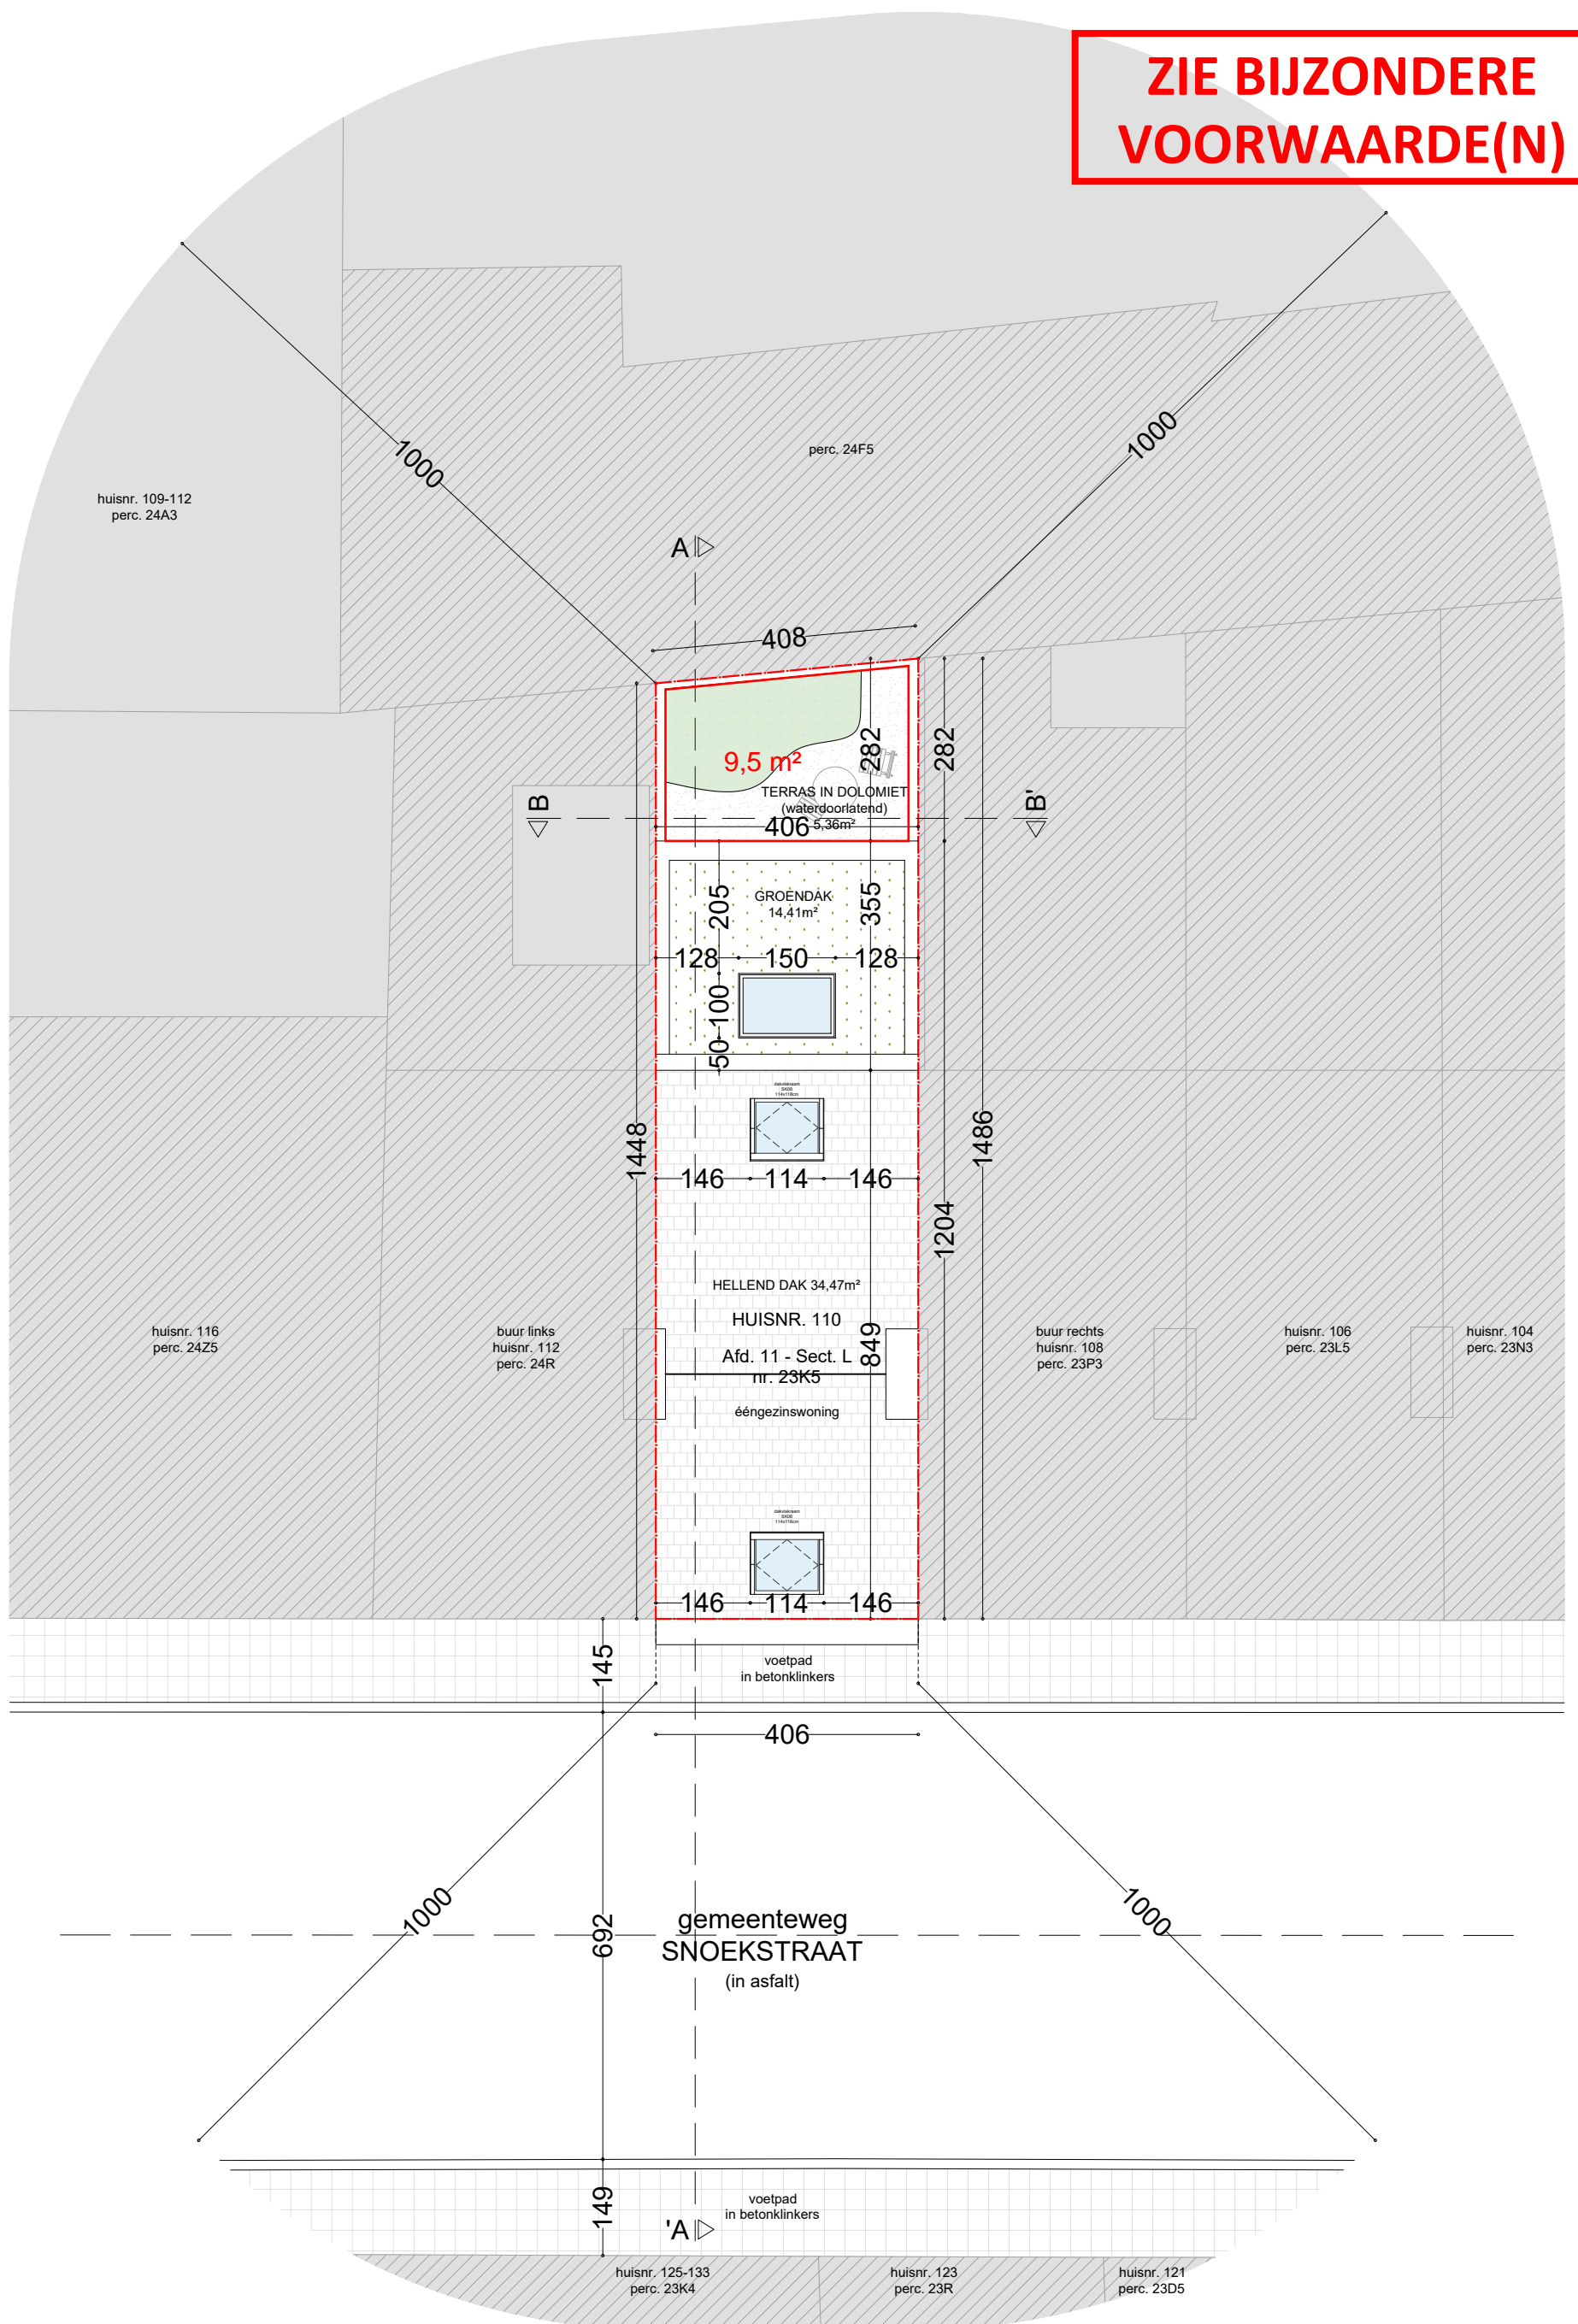 ZIE BIJZONDERE
VOORWAARDE(N)
1000
1000
perc. 24F5
huisnr. 109-112
perc. 24A3
A
408
282
282
9,5 m²
TERRAS IN DOLOMIET
(waterdoorlatend)
5,36m²
406
B
B'
205
GROENDAK
14,41m²
355
128
150
128
100
50
114x118cm
1448
1486
146
114
146
1204
HELLEND DAK 34,47m²
HUISNR. 110
Afd. 11 - Sect. L
nr. 23K5
ééngezinswoning
849
huisnr. 116
perc. 24Z5
buur links
huisnr. 112
perc. 24R
buur rechts
huisnr. 108
perc. 23P3
huisnr. 106
perc. 23L5
huisnr. 104
perc. 23N3
114x118cm
146
114
146
145
voetpad
in betonklinkers
406
1000
1000
692
gemeenteweg
SNOEKSTRAAT
(in asfalt)
149
voetpad
in betonklinkers
'A
huisnr. 125-133
perc. 23K4
huisnr. 123
perc. 23R
huisnr. 121
perc. 23D5